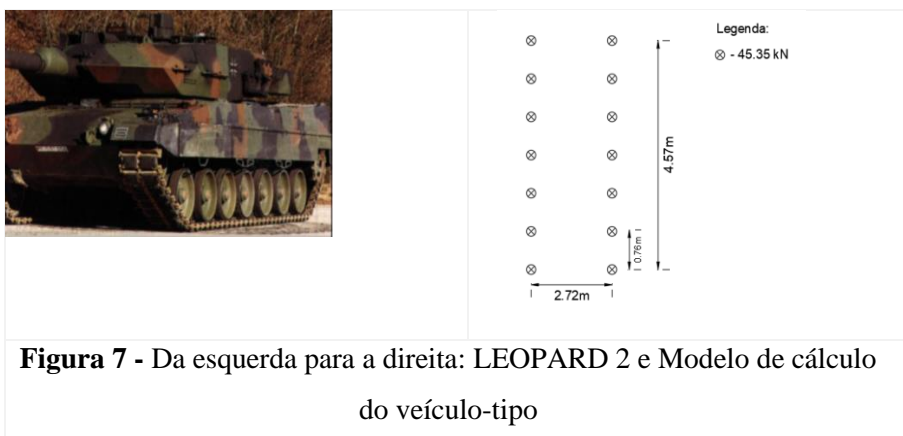 Legenda:
⊗ - 45.35 kN
4.57m
0.76m
2.72m
Figura 7 - Da esquerda para a direita: LEOPARD 2 e Modelo de cálculo
do veículo-tipo